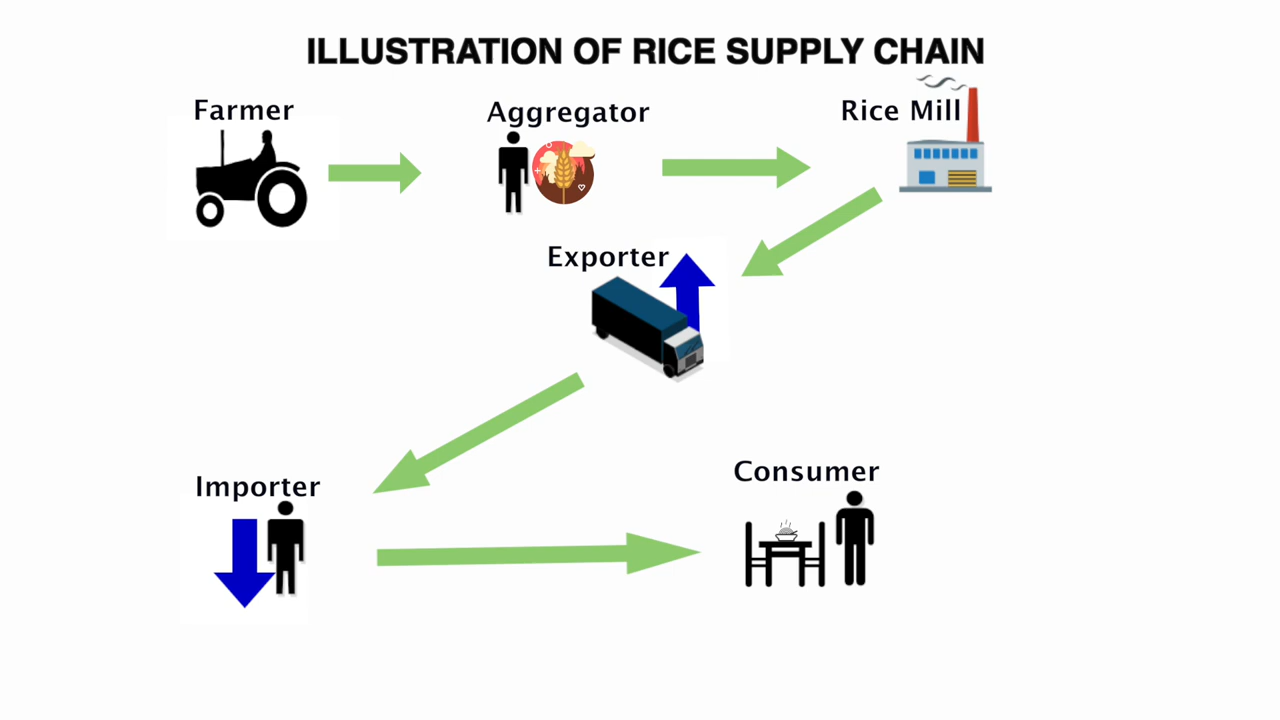 ILLUSTRATION OF RICE SUPPLY CHAIN
Farmer
Aggregator
Rice Mill
Exporter
Importer
Consumer